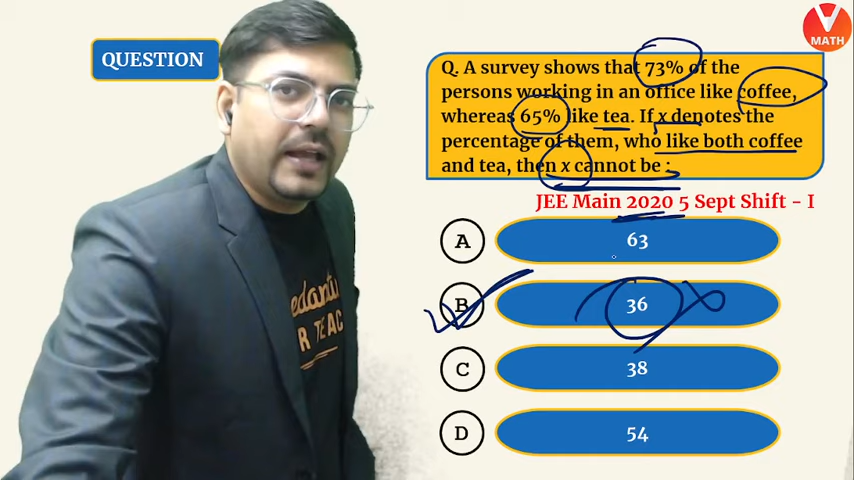 V
MATH
QUESTION
Q. A survey shows that 73% of the
persons working in an office like coffee,
whereas 65% like tea. If x denotes the
percentage of them, who like both coffee
and tea, then x cannot be :
JEE Main 2020 5 Sept Shift - I
A 63
B 36
C 38
D 54
edantu
R TEAC